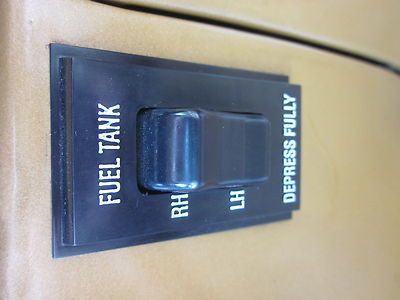 FUEL TANK
RH
LH
DEPRESS FULLY